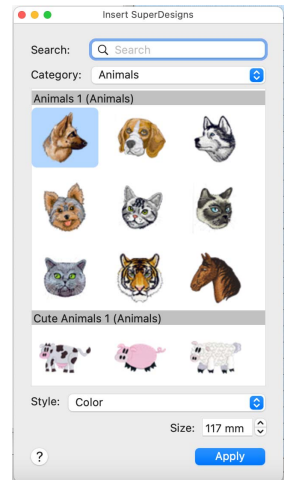 Insert SuperDesigns
Search: Search
Category: Animals
Animals 1 (Animals)
Cute Animals 1 (Animals)
Style: Color
Size: 117 mm
? Apply